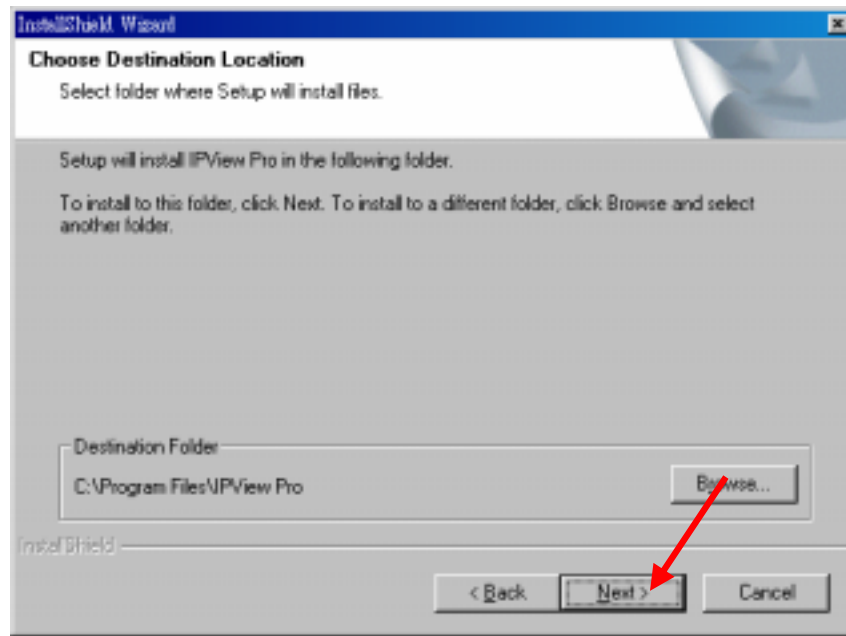 InstallShield Wizard
Choose Destination Location
Select folder where Setup will install files.
Setup will install IPView Pro in the following folder.
To install to this folder, click Next. To install to a different folder, click Browse and select
another folder.
Destination Folder
C:\Program Files\IPView Pro
Browse...
InstallShield
< Back
Next >
Cancel